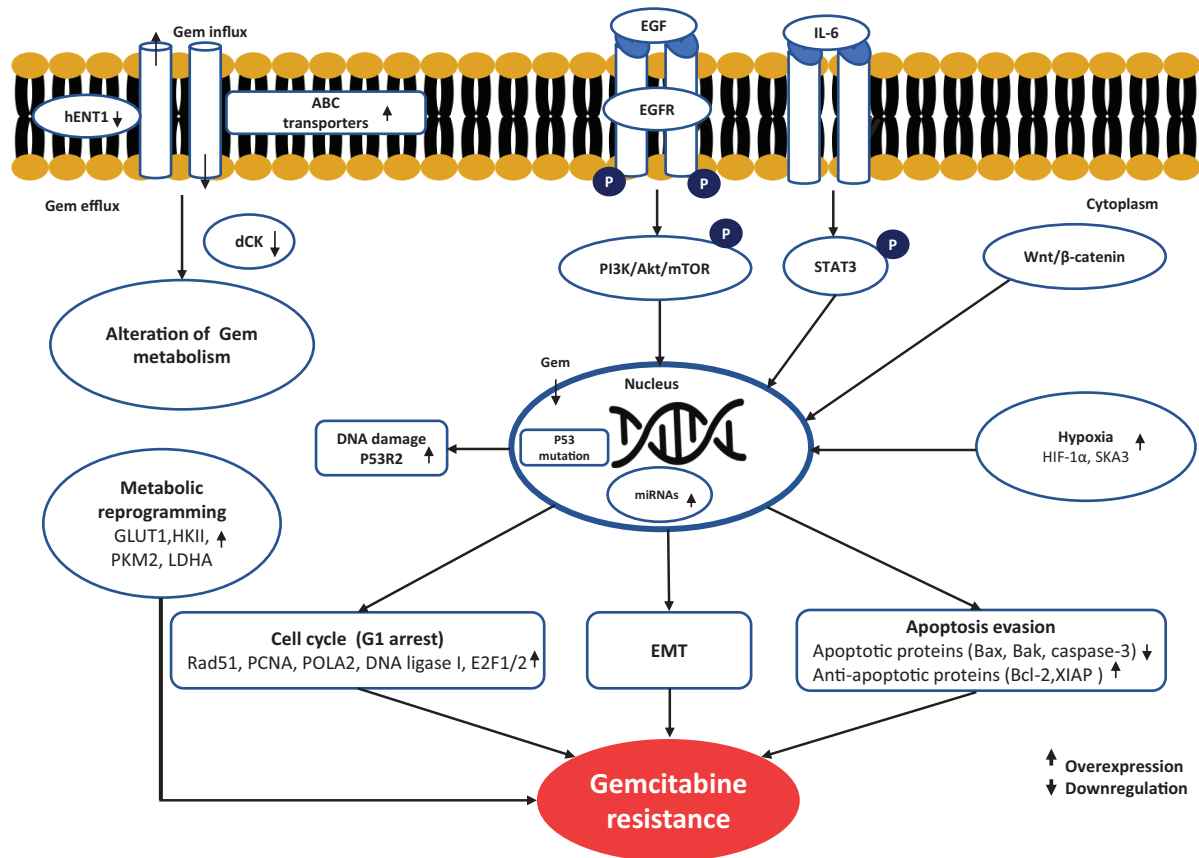 Gem influx
EGF
IL-6
hENT1
ABC
transporters
EGFR
P
P
Gem efflux
Cytoplasm
dCK
P
PI3K/Akt/mTOR
P
STAT3
Wnt/β-catenin
Alteration of Gem
metabolism
Gem
Nucleus
DNA damage
P53R2
P53
mutation
miRNAs
Hypoxia
HIF-1α, SKA3
Metabolic
reprogramming
GLUT1,HKII,
PKM2, LDHA
Cell cycle (G1 arrest)
Rad51, PCNA, POLA2, DNA ligase I, E2F1/2
EMT
Apoptosis evasion
Apoptotic proteins (Bax, Bak, caspase-3)
Anti-apoptotic proteins (Bcl-2,XIAP )
Gemcitabine
resistance
Overexpression
Downregulation